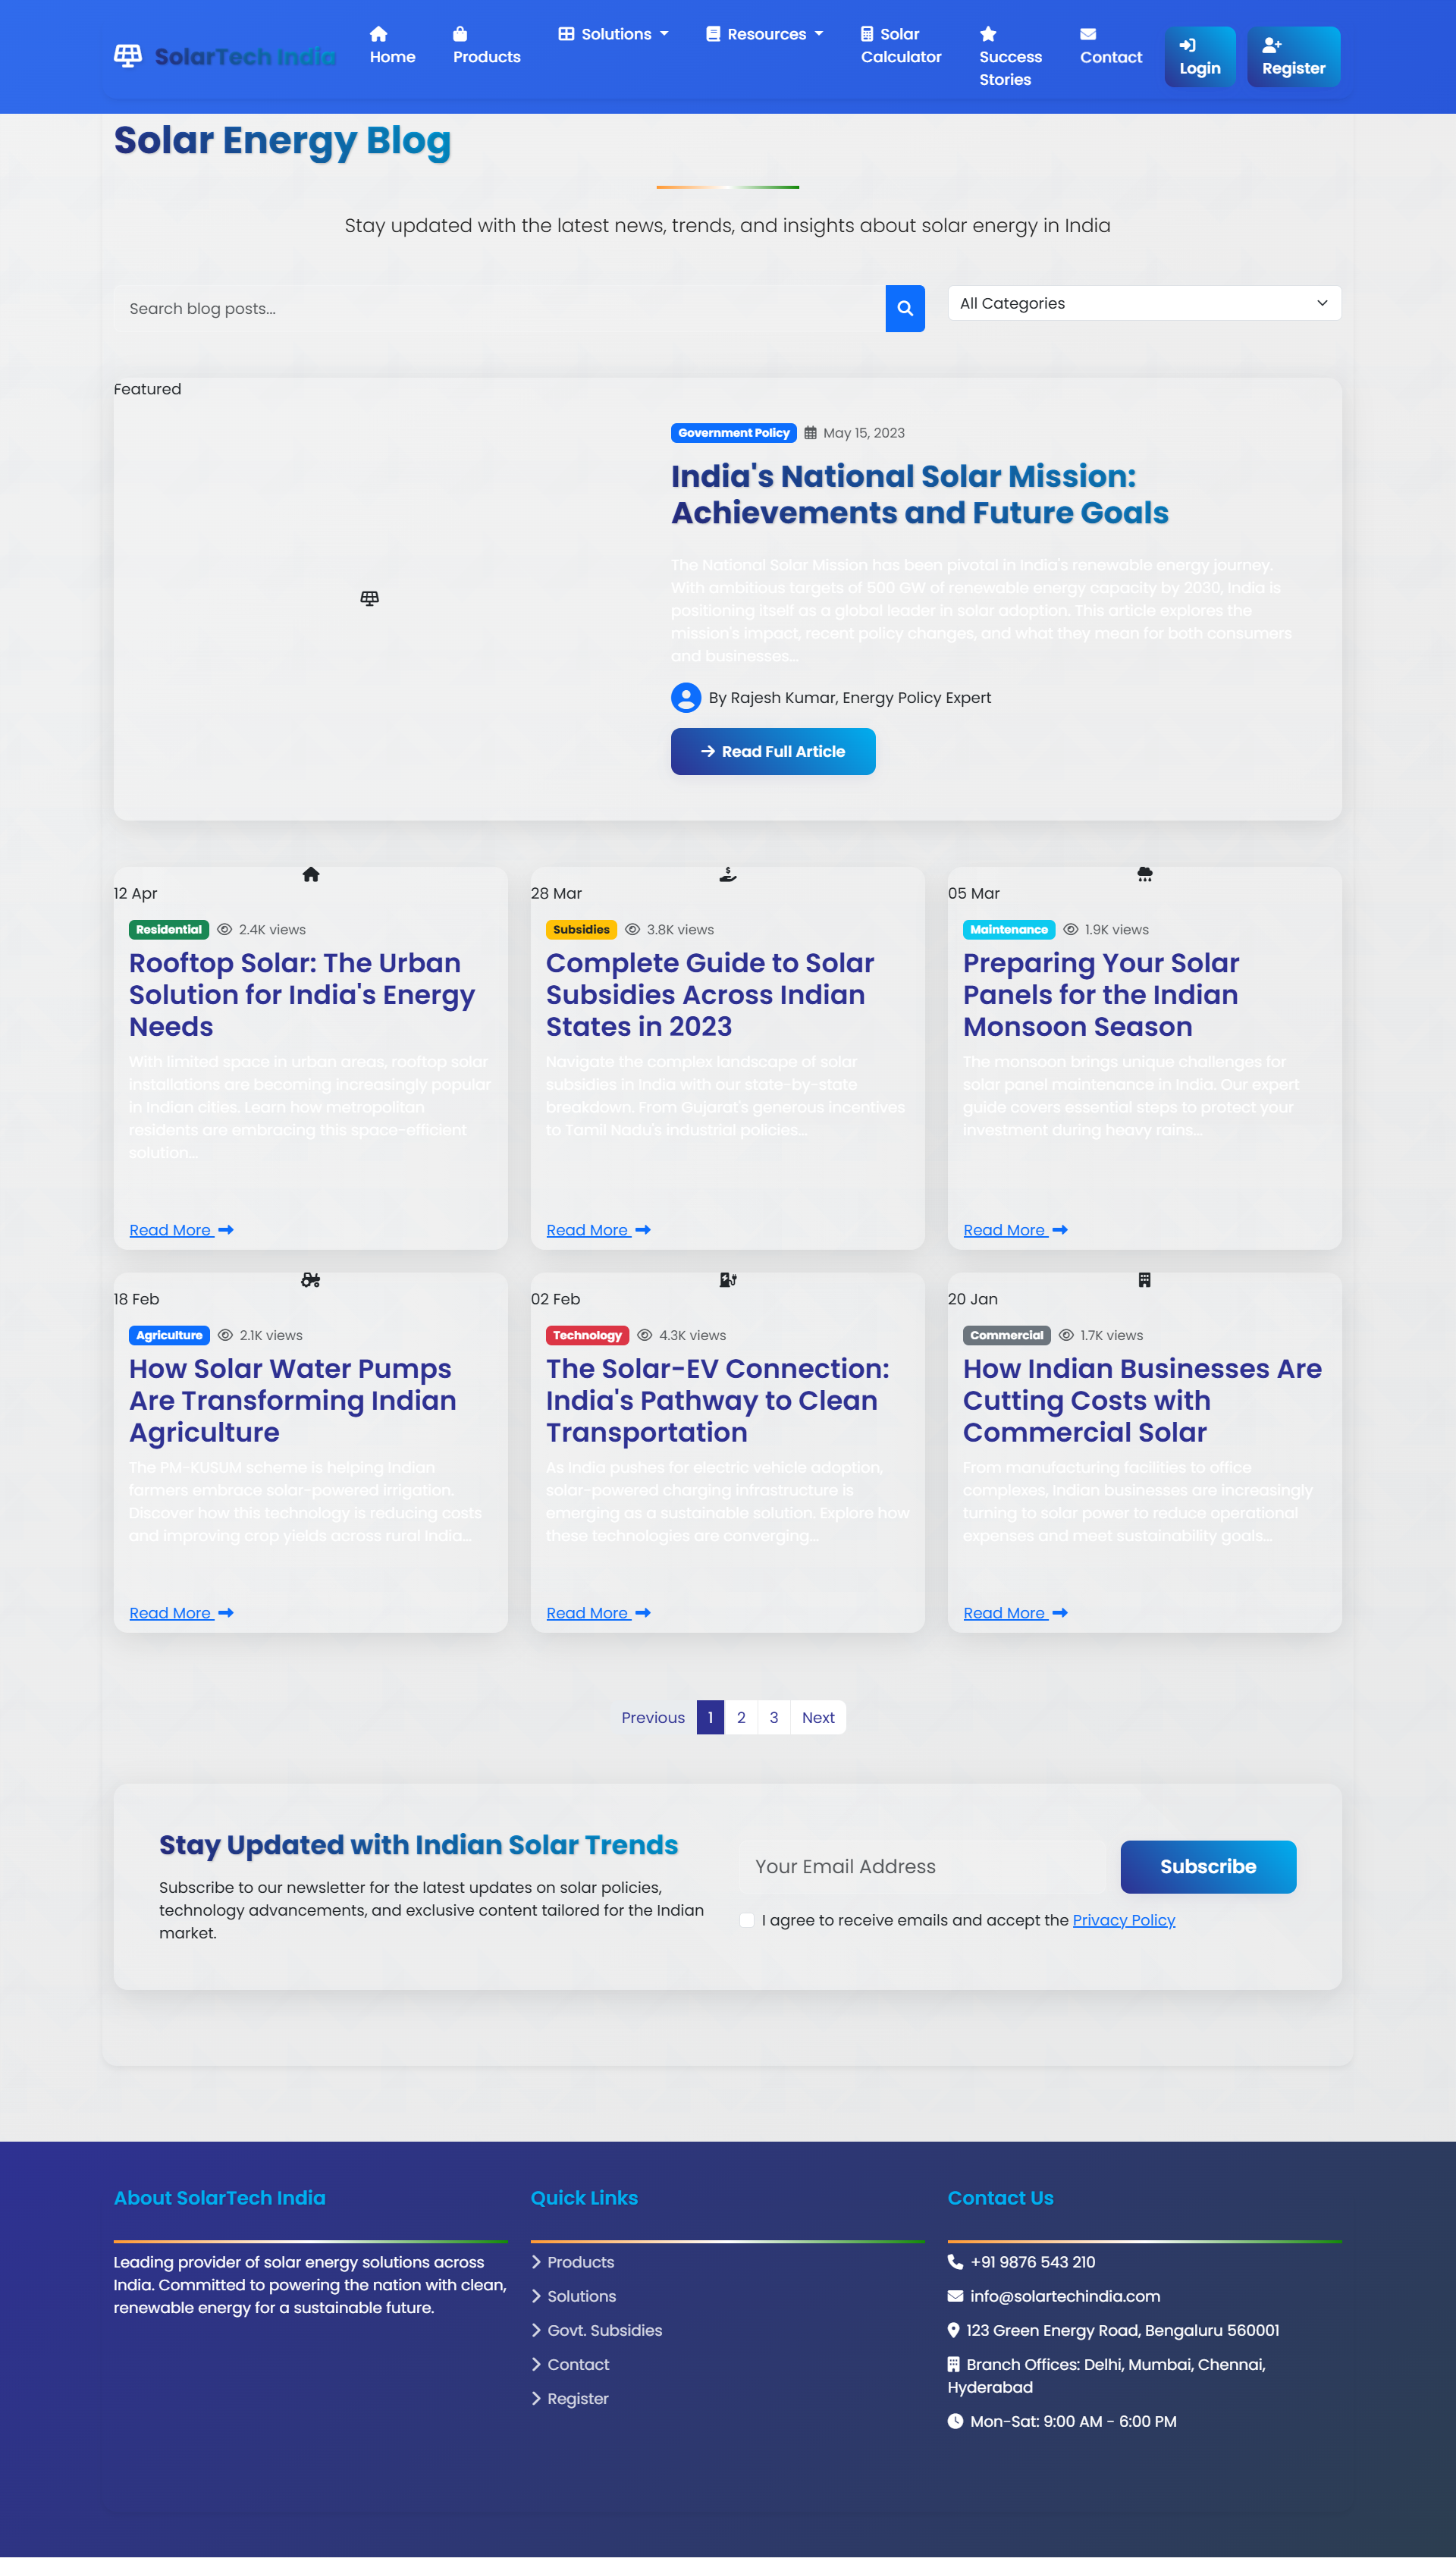 SolarTech India
Home
Products
Solutions
Resources
Solar
Calculator
Success
Stories
Contact
Login
Register
Solar Energy Blog
Stay updated with the latest news, trends, and insights about solar energy in India
Search blog posts...
All Categories
Featured
Government Policy May 15, 2023
India's National Solar Mission:
Achievements and Future Goals
The National Solar Mission has been pivotal in India's renewable energy journey.
With ambitious targets of 500 GW of renewable energy capacity by 2030, India is
positioning itself as a global leader in solar adoption. This article explores the
mission's impact, recent policy changes, and what they mean for both consumers
and businesses...
By Rajesh Kumar, Energy Policy Expert
Read Full Article
12 Apr
Residential 2.4K views
Rooftop Solar: The Urban
Solution for India's Energy
Needs
With limited space in urban areas, rooftop solar
installations are becoming increasingly popular
in Indian cities. Learn how metropolitan
residents are embracing this space-efficient
solution...
Read More
28 Mar
Subsidies 3.8K views
Complete Guide to Solar
Subsidies Across Indian
States in 2023
Navigate the complex landscape of solar
subsidies in India with our state-by-state
breakdown. From Gujarat's generous incentives
to Tamil Nadu's industrial policies...
Read More
05 Mar
Maintenance 1.9K views
Preparing Your Solar
Panels for the Indian
Monsoon Season
The monsoon brings unique challenges for
solar panel maintenance in India. Our expert
guide covers essential steps to protect your
investment during heavy rains...
Read More
18 Feb
Agriculture 2.1K views
How Solar Water Pumps
Are Transforming Indian
Agriculture
The PM-KUSUM scheme is helping Indian
farmers embrace solar-powered irrigation.
Discover how this technology is reducing costs
and improving crop yields across rural India...
Read More
02 Feb
Technology 4.3K views
The Solar-EV Connection:
India's Pathway to Clean
Transportation
As India pushes for electric vehicle adoption,
solar-powered charging infrastructure is
emerging as a sustainable solution. Explore how
these technologies are converging...
Read More
20 Jan
Commercial 1.7K views
How Indian Businesses Are
Cutting Costs with
Commercial Solar
From manufacturing facilities to office
complexes, Indian businesses are increasingly
turning to solar power to reduce operational
expenses and meet sustainability goals...
Read More
Previous 1 2 3 Next
Stay Updated with Indian Solar Trends
Subscribe to our newsletter for the latest updates on solar policies,
technology advancements, and exclusive content tailored for the Indian
market.
Your Email Address
Subscribe
I agree to receive emails and accept the Privacy Policy
About SolarTech India
Leading provider of solar energy solutions across
India. Committed to powering the nation with clean,
renewable energy for a sustainable future.
Quick Links
Products
Solutions
Govt. Subsidies
Contact
Register
Contact Us
+91 9876 543 210
info@solartechindia.com
123 Green Energy Road, Bengaluru 560001
Branch Offices: Delhi, Mumbai, Chennai,
Hyderabad
Mon-Sat: 9:00 AM - 6:00 PM